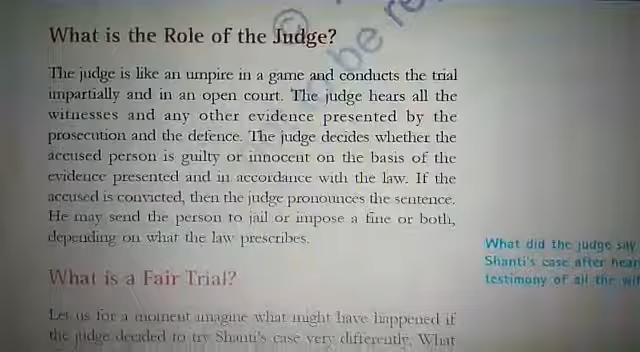 What is the Role of the Judge?
The judge is like an umpire in a game and conducts the trial
impartially and in an open court. The judge hears all the
witnesses and any other evidence presented by the
prosecution and the defence. The judge decides whether the
accused person is guilty or innocent on the basis of the
evidence presented and in accordance with the law. If the
accused is convicted, then the judge pronounces the sentence.
He may send the person to jail or impose a fine or both,
depending on what the law prescribes.
What did the judge say
Shanti's case after hear
testimony of all the wit
What is a Fair Trial?
Let us for a moment imagine what might have happened if
the judge decided to try Shanti's case very differently. What
© be re